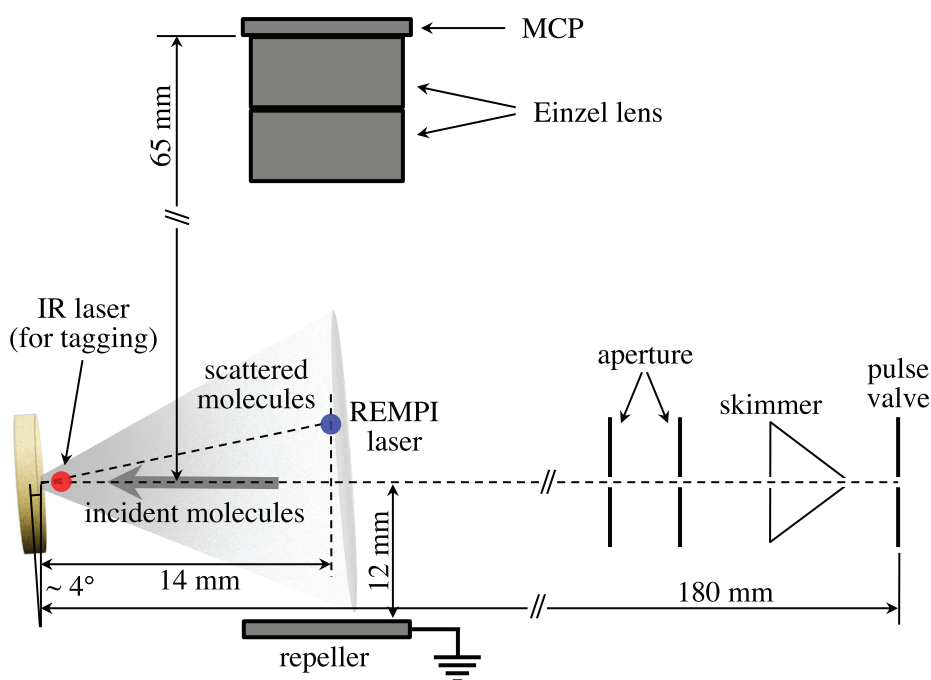 MCP
Einzel lens
65 mm
IR laser
(for tagging)
scattered
molecules
REMPI
laser
aperture
skimmer
pulse
valve
incident molecules
12 mm
14 mm
~ 4°
180 mm
repeller